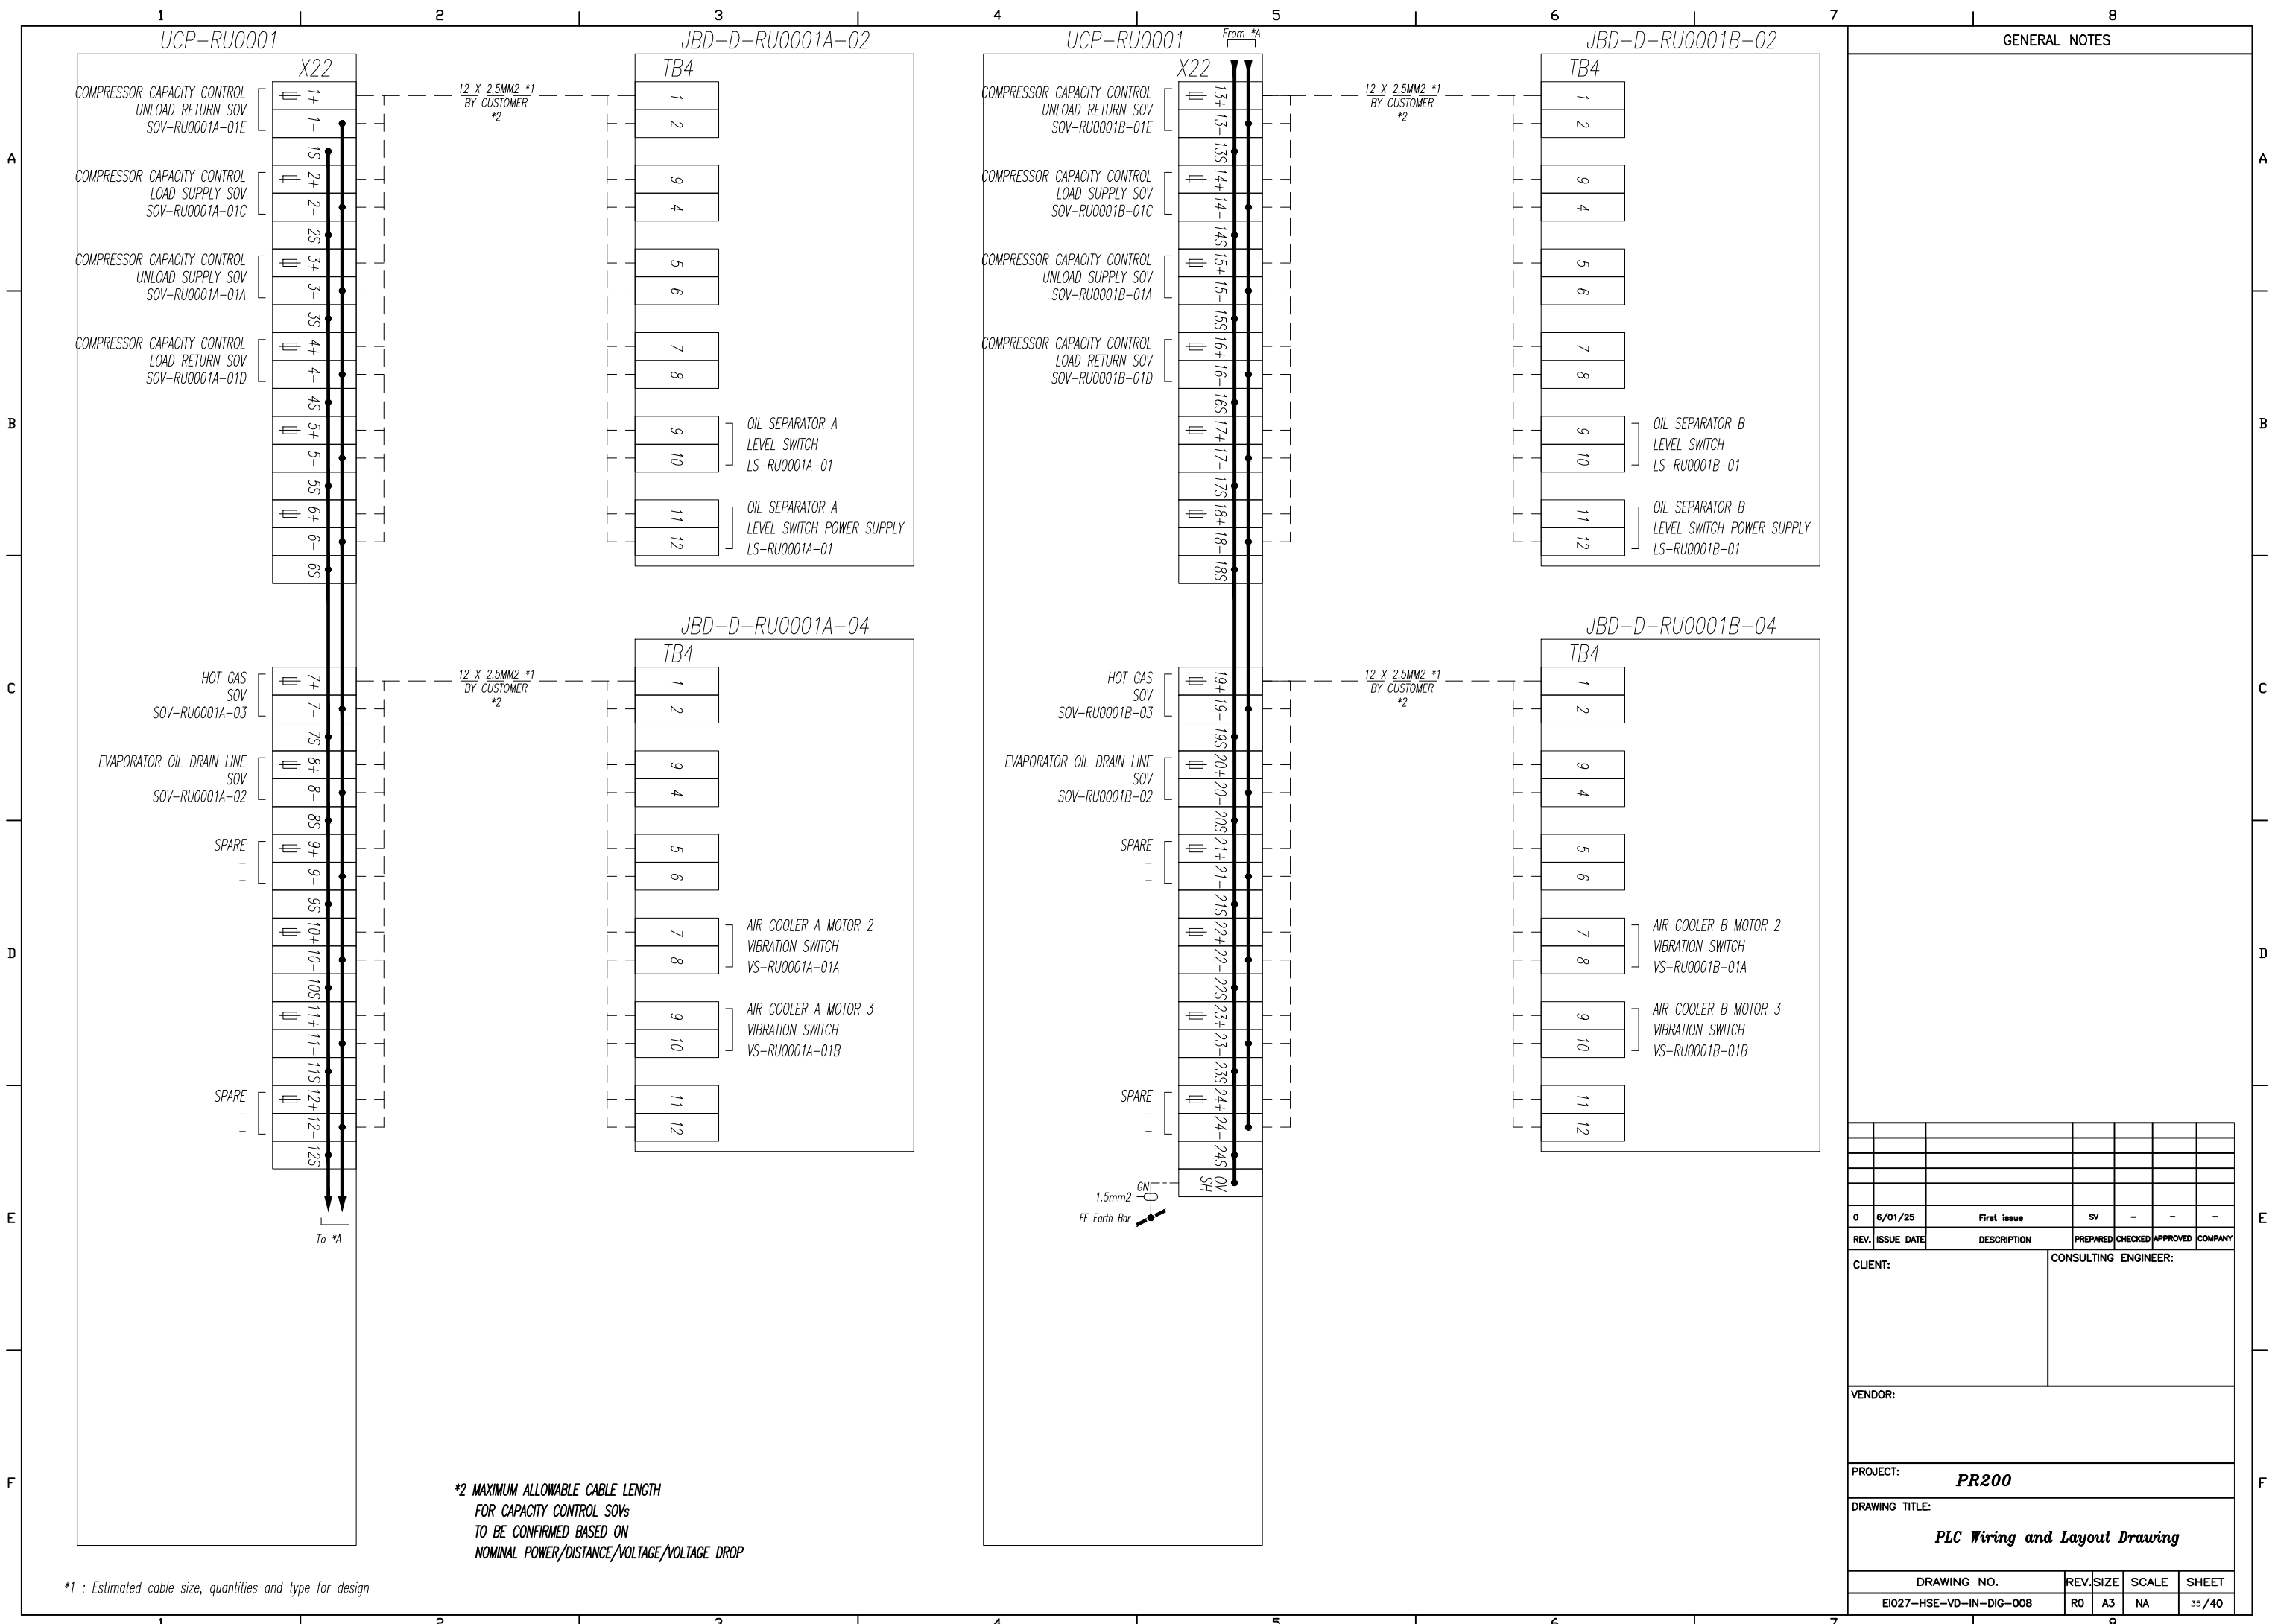 1 2 3 4 5 6 7 8
UCP-RU0001
X22
COMPRESSOR CAPACITY CONTROL
UNLOAD RETURN SOV
SOV-RU0001A-01E
COMPRESSOR CAPACITY CONTROL
LOAD SUPPLY SOV
SOV-RU0001A-01C
COMPRESSOR CAPACITY CONTROL
UNLOAD SUPPLY SOV
SOV-RU0001A-01A
COMPRESSOR CAPACITY CONTROL
LOAD RETURN SOV
SOV-RU0001A-01D
1+
1-
1S
2+
2-
2S
3+
3-
3S
4+
4-
4S
5+
5-
5S
6+
6-
6S
12 X 2.5MM2 *1
BY CUSTOMER
*2
JBD-D-RU0001A-02
TB4
1
2
9
4
5
6
7
8
9
10
11
12
OIL SEPARATOR A
LEVEL SWITCH
LS-RU0001A-01
OIL SEPARATOR A
LEVEL SWITCH POWER SUPPLY
LS-RU0001A-01
HOT GAS
SOV
SOV-RU0001A-03
EVAPORATOR OIL DRAIN LINE
SOV
SOV-RU0001A-02
SPARE
-
-
SPARE
-
-
7+
7-
7S
8+
8-
8S
9+
9-
9S
10+
10-
10S
11+
11-
11S
12+
12-
12S
To *A
12 X 2.5MM2 *1
BY CUSTOMER
*2
JBD-D-RU0001A-04
TB4
1
2
9
4
5
6
7
8
9
10
11
12
AIR COOLER A MOTOR 2
VIBRATION SWITCH
VS-RU0001A-01A
AIR COOLER A MOTOR 3
VIBRATION SWITCH
VS-RU0001A-01B
UCP-RU0001
From *A
X22
COMPRESSOR CAPACITY CONTROL
UNLOAD RETURN SOV
SOV-RU0001B-01E
COMPRESSOR CAPACITY CONTROL
LOAD SUPPLY SOV
SOV-RU0001B-01C
COMPRESSOR CAPACITY CONTROL
UNLOAD SUPPLY SOV
SOV-RU0001B-01A
COMPRESSOR CAPACITY CONTROL
LOAD RETURN SOV
SOV-RU0001B-01D
13+
13-
13S
14+
14-
14S
15+
15-
15S
16+
16-
16S
17+
17-
17S
18+
18-
18S
12 X 2.5MM2 *1
BY CUSTOMER
*2
JBD-D-RU0001B-02
TB4
1
2
9
4
5
6
7
8
9
10
11
12
OIL SEPARATOR B
LEVEL SWITCH
LS-RU0001B-01
OIL SEPARATOR B
LEVEL SWITCH POWER SUPPLY
LS-RU0001B-01
HOT GAS
SOV
SOV-RU0001B-03
EVAPORATOR OIL DRAIN LINE
SOV
SOV-RU0001B-02
SPARE
-
-
SPARE
-
-
19+
19-
19S
20+
20-
20S
21+
21-
21S
22+
22-
22S
23+
23-
23S
24+
24-
24S
0V
SH
GN
1.5mm2
FE Earth Bar
12 X 2.5MM2 *1
BY CUSTOMER
*2
JBD-D-RU0001B-04
TB4
1
2
9
4
5
6
7
8
9
10
11
12
AIR COOLER B MOTOR 2
VIBRATION SWITCH
VS-RU0001B-01A
AIR COOLER B MOTOR 3
VIBRATION SWITCH
VS-RU0001B-01B
*2 MAXIMUM ALLOWABLE CABLE LENGTH
FOR CAPACITY CONTROL SOVs
TO BE CONFIRMED BASED ON
NOMINAL POWER/DISTANCE/VOLTAGE/VOLTAGE DROP
*1 : Estimated cable size, quantities and type for design
A
B
C
D
E
F
GENERAL NOTES
A
B
C
D
E
F
0 6/01/25 First issue SV - - -
REV. ISSUE DATE DESCRIPTION PREPARED CHECKED APPROVED COMPANY
CLIENT: CONSULTING ENGINEER:
VENDOR:
PROJECT:
PR200
DRAWING TITLE:
PLC Wiring and Layout Drawing
DRAWING NO. REV. SIZE SCALE SHEET
EI027-HSE-VD-IN-DIG-008 R0 A3 NA 35/40
1 2 3 4 5 6 7 8